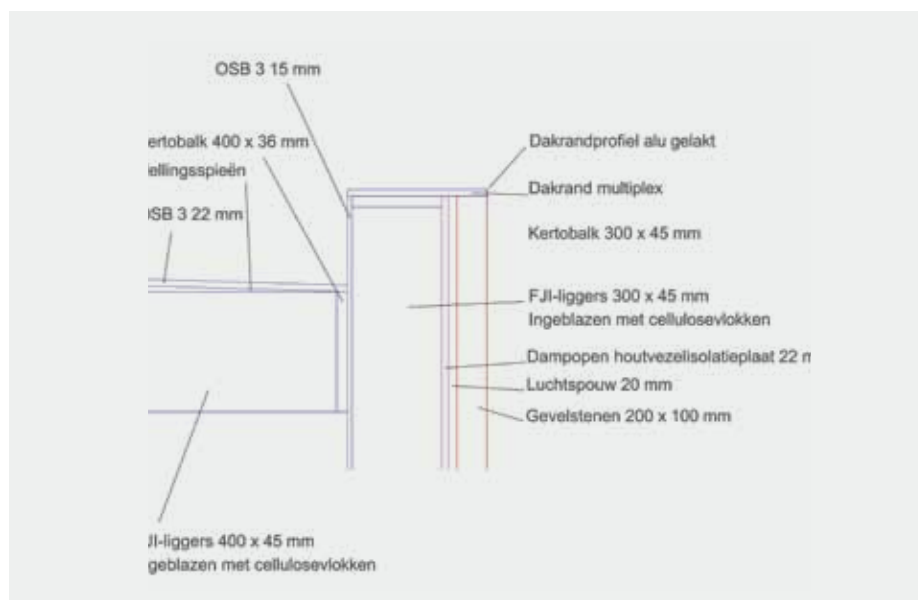 OSB 3 15 mm
ertobalk 400 x 36 mm
ellingsspieën
OSB 3 22 mm
Dakrandprofiel alu gelakt
Dakrand multiplex
Kertobalk 300 x 45 mm
FJI-liggers 300 x 45 mm
Ingeblazen met cellulosevlokken
Dampopen houtvezelisolatieplaat 22 m
Luchtspouw 20 mm
Gevelstenen 200 x 100 mm
JI-liggers 400 x 45 mm
geblazen met cellulosevlokken